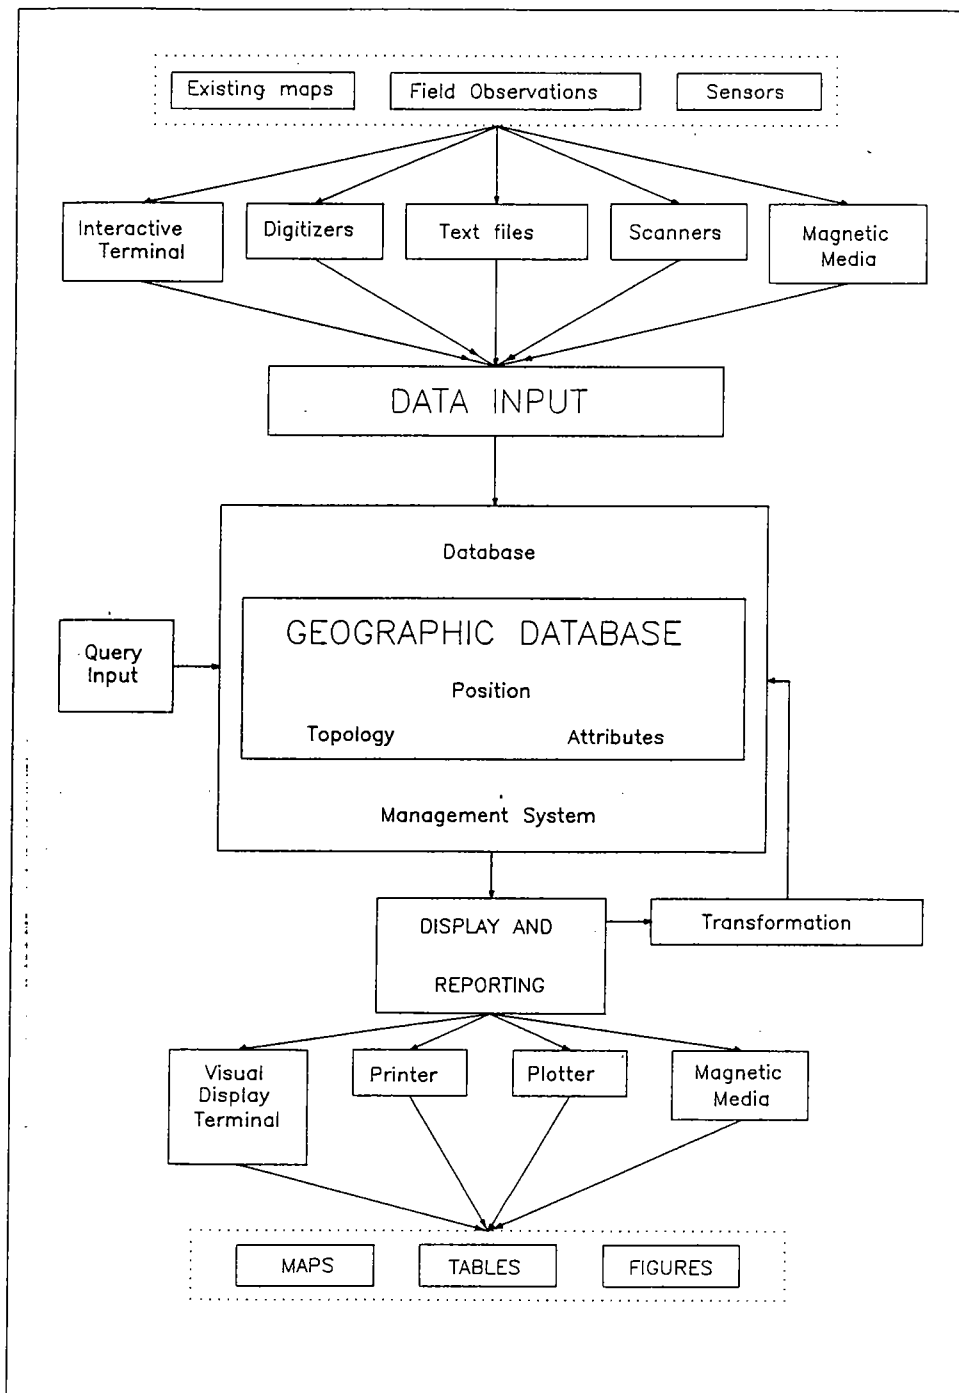 Existing maps
Field Observations
Sensors
Interactive
Terminal
Digitizers
Text files
Scanners
Magnetic
Media
DATA INPUT
Database
GEOGRAPHIC DATABASE
Position
Topology
Attributes
Management System
Query
Input
DISPLAY AND
REPORTING
Transformation
Visual
Display
Terminal
Printer
Plotter
Magnetic
Media
MAPS
TABLES
FIGURES